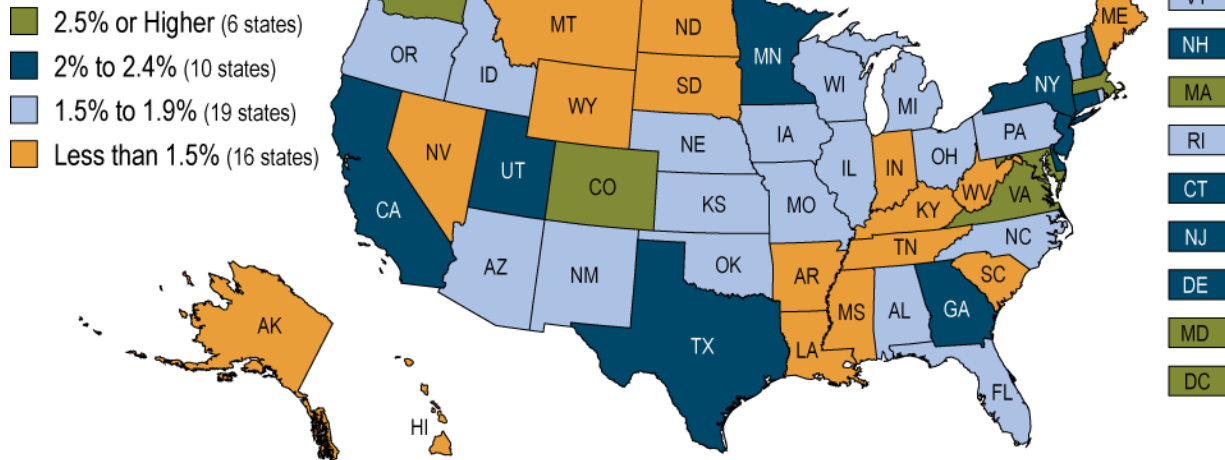 2.5% or Higher (6 states)
2% to 2.4% (10 states)
1.5% to 1.9% (19 states)
Less than 1.5% (16 states)
MT
ND
ME
OR
ID
MN
NH
WY
SD
WI
MI
NY
MA
NV
UT
CO
NE
IA
IL
IN
OH
PA
RI
CA
KS
MO
KY
WV
VA
CT
AZ
NM
OK
AR
TN
NC
NJ
AK
TX
LA
MS
AL
GA
SC
DE
HI
FL
MD
DC